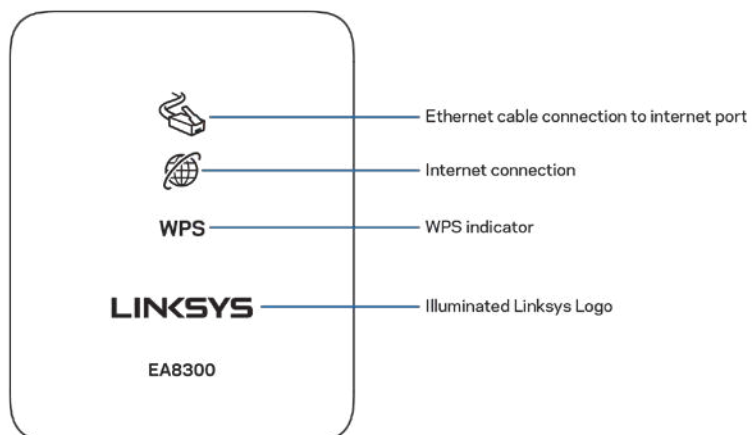 Ethernet cable connection to internet port
Internet connection
WPS WPS indicator
LINKSYS Illuminated Linksys Logo
EA8300